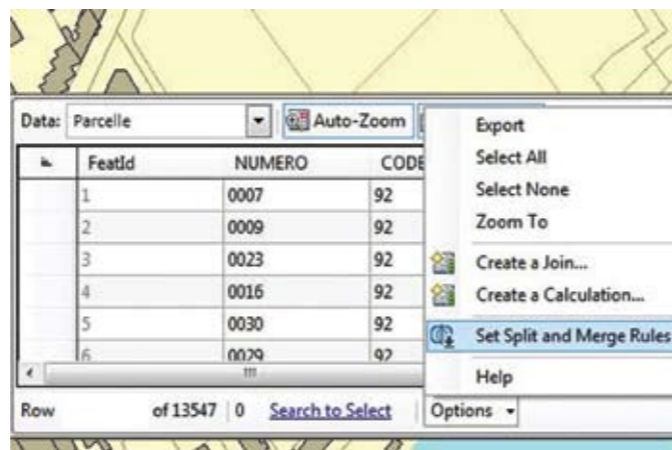 Data: Parcelle Auto-Zoom
FeatId NUMERO CODE
1 0007 92
2 0009 92
3 0023 92
4 0016 92
5 0030 92
6 0029 92
Row of 13547 0 Search to Select Options
Export
Select All
Select None
Zoom To
Create a Join...
Create a Calculation...
Set Split and Merge Rules
Help